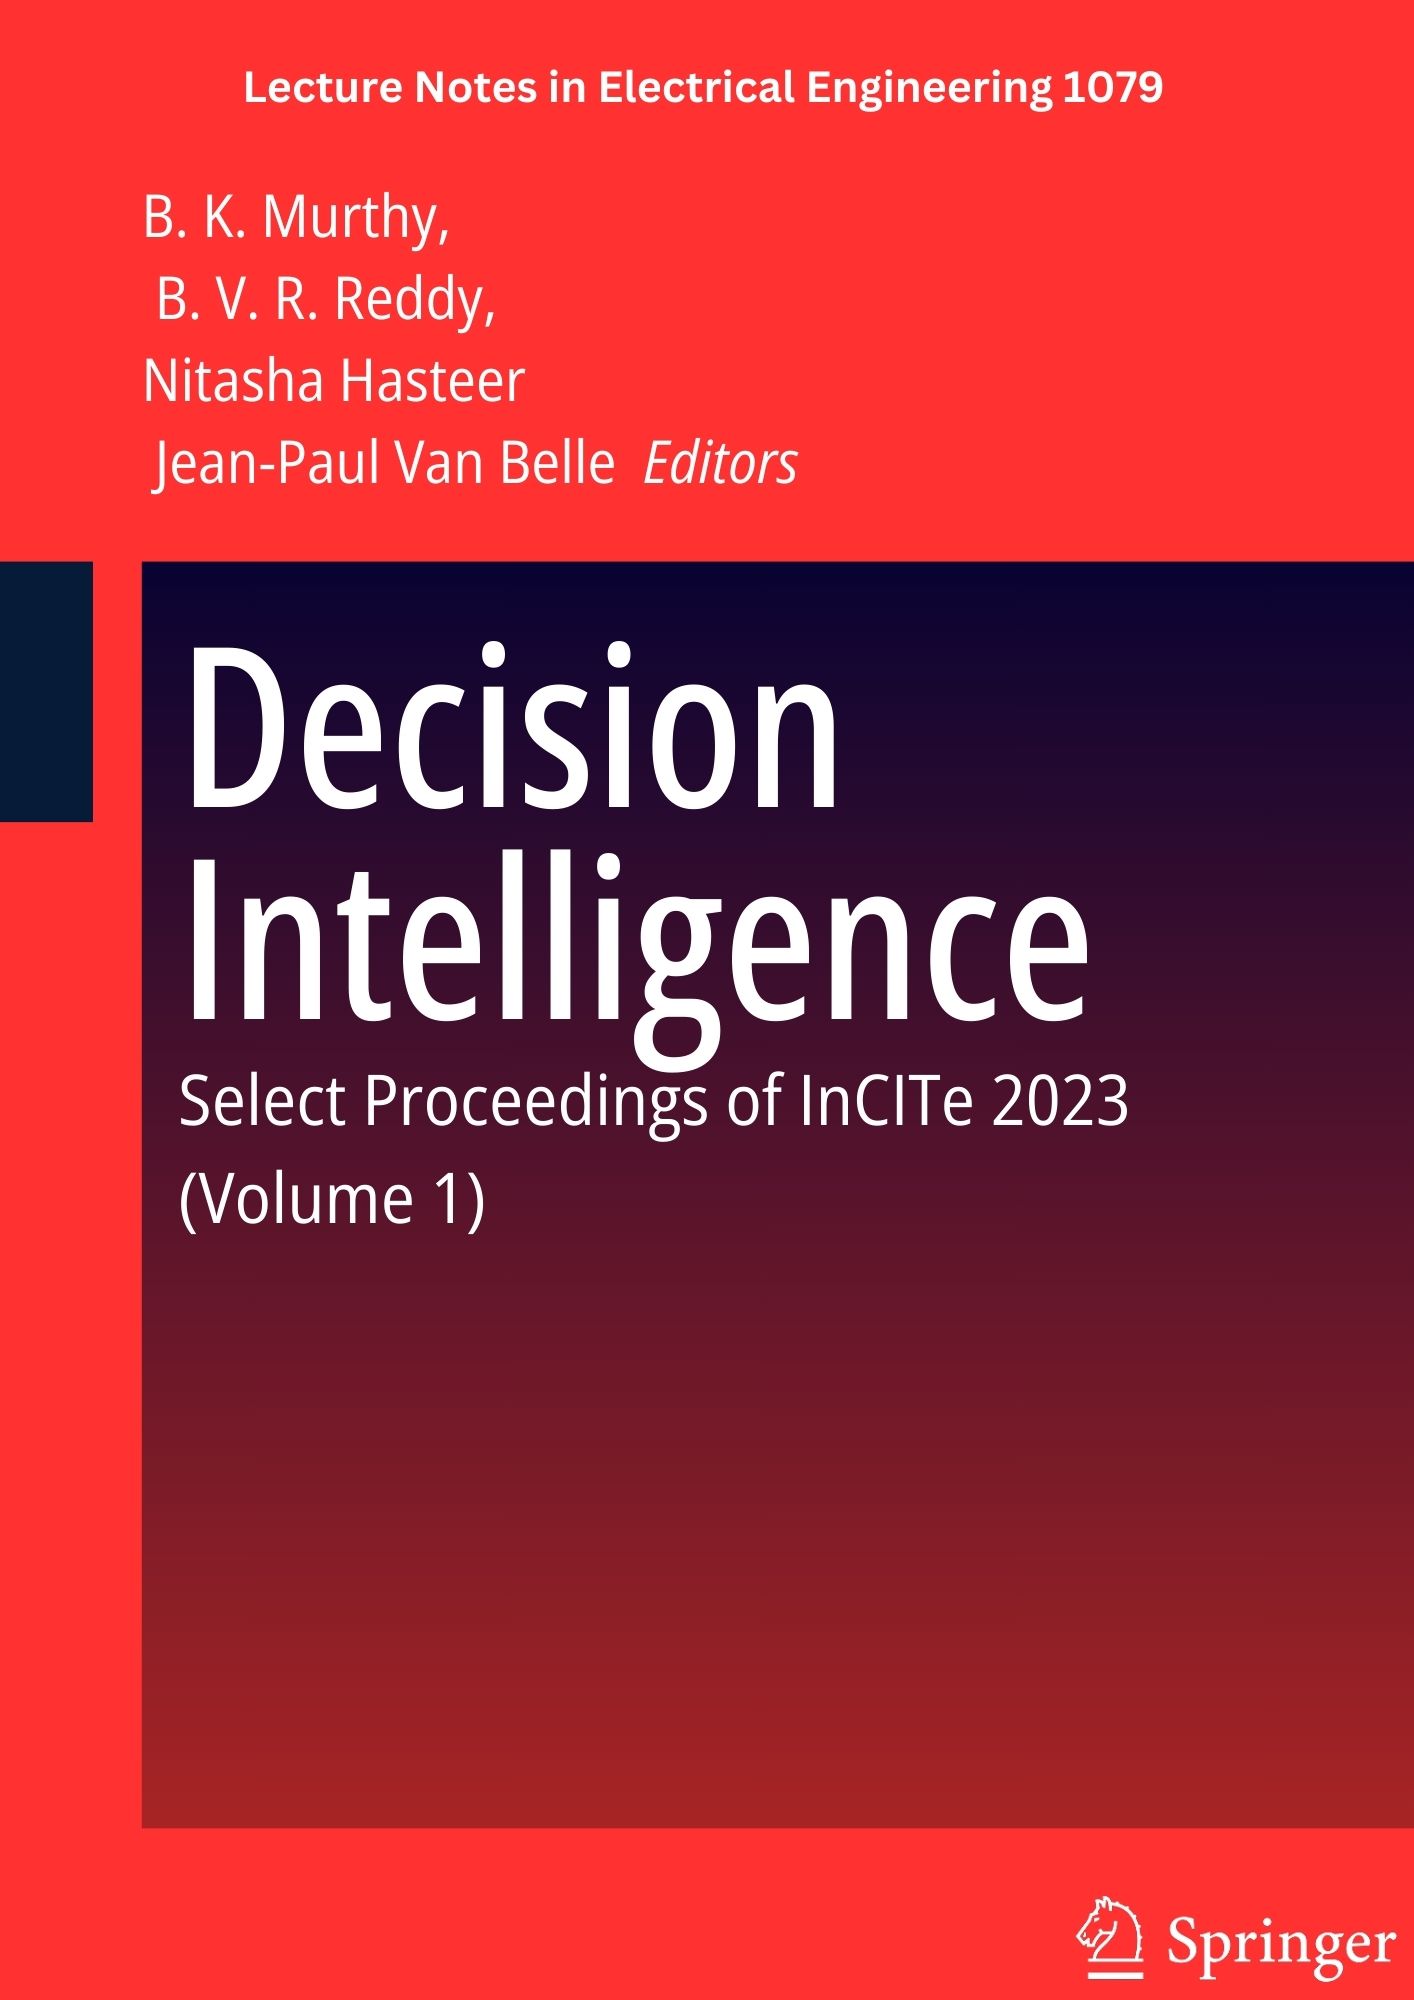 Lecture Notes in Electrical Engineering 1079
B. K. Murthy,
B. V. R. Reddy,
Nitasha Hasteer
Jean-Paul Van Belle Editors
Decision
Intelligence
Select Proceedings of InCITe 2023
(Volume 1)
Springer